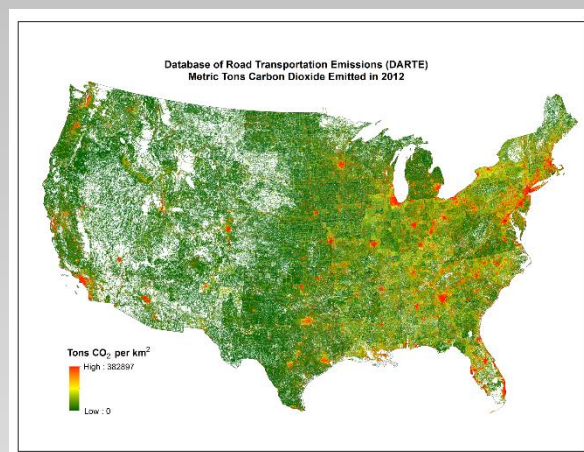 Database of Road Transportation Emissions (DARTE)
Metric Tons Carbon Dioxide Emitted in 2012
Tons CO₂ per km²
High : 382897
Low : 0